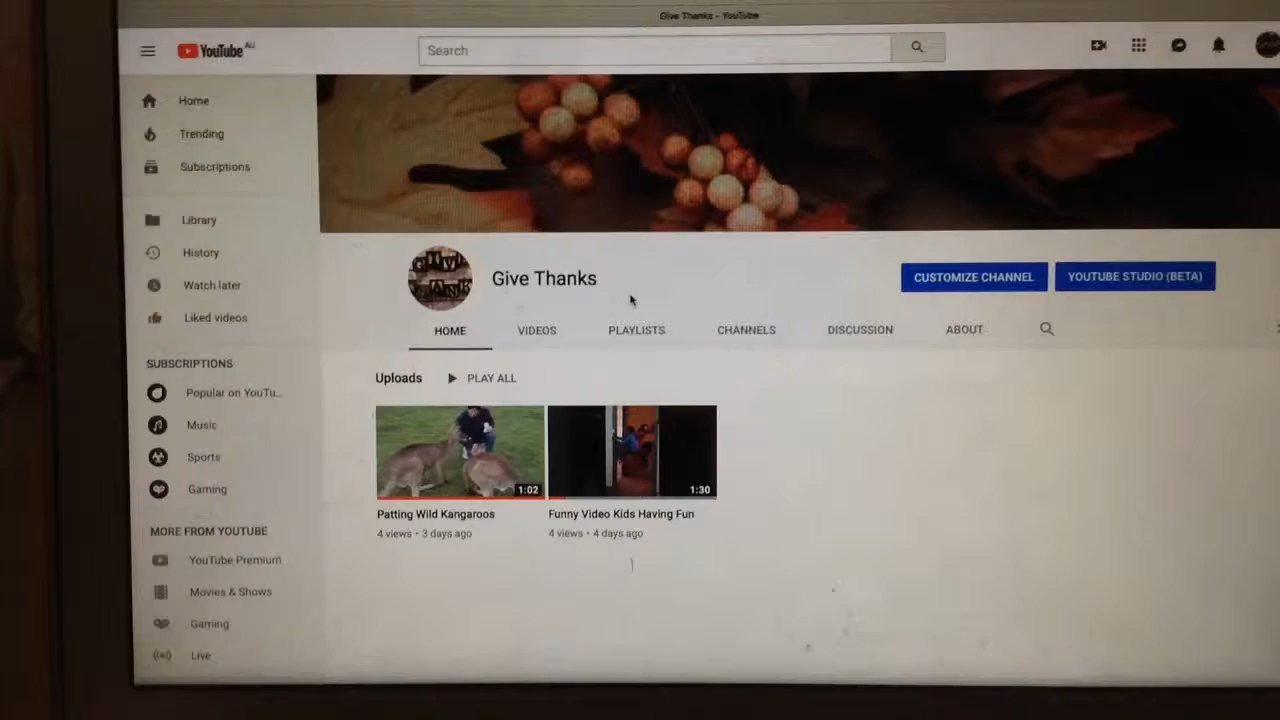 Give Thanks - YouTube
YouTube AU
Search
Home
Trending
Subscriptions
Library
History
Watch later
Liked videos
SUBSCRIPTIONS
Popular on YouTu...
Music
Sports
Gaming
MORE FROM YOUTUBE
YouTube Premium
Movies & Shows
Gaming
Live
Give Thanks
CUSTOMIZE CHANNEL
YOUTUBE STUDIO (BETA)
HOME VIDEOS PLAYLISTS CHANNELS DISCUSSION ABOUT
Uploads PLAY ALL
1:02
Patting Wild Kangaroos
4 views • 3 days ago
1:30
Funny Video Kids Having Fun
4 views • 4 days ago